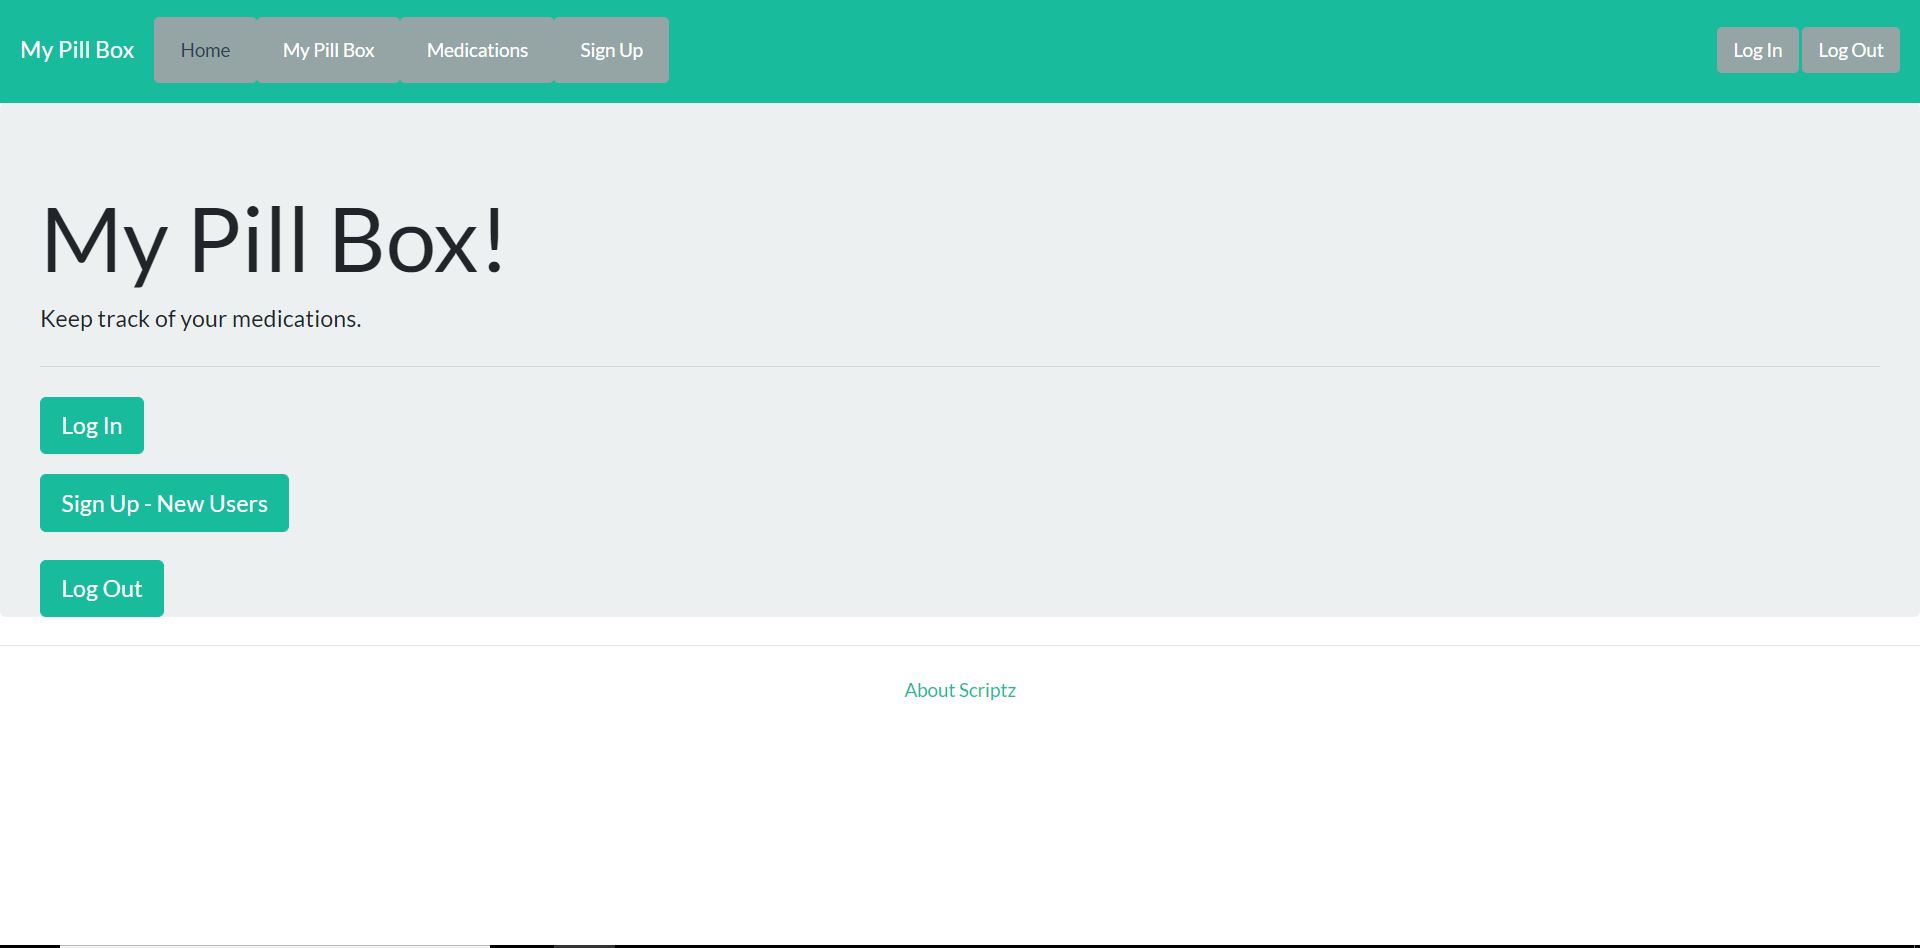 My Pill Box Home My Pill Box Medications Sign Up Log In Log Out
My Pill Box!
Keep track of your medications.
Log In
Sign Up - New Users
Log Out
About Scriptz